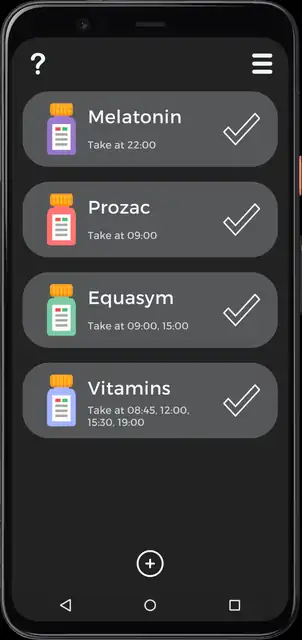 ?
Melatonin
Take at 22:00
Prozac
Take at 09:00
Equasym
Take at 09:00, 15:00
Vitamins
Take at 08:45, 12:00,
15:30, 19:00